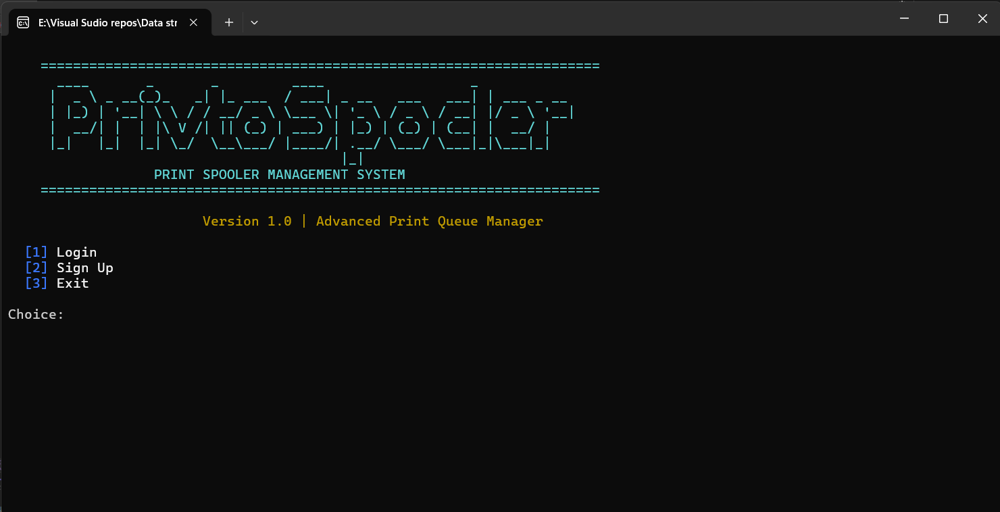 E:\Visual Sudio repos\Data str
=====================================================================
PrivtoSpocler
PRINT SPOOLER MANAGEMENT SYSTEM
=====================================================================
Version 1.0 | Advanced Print Queue Manager
[1] Login
[2] Sign Up
[3] Exit
Choice: